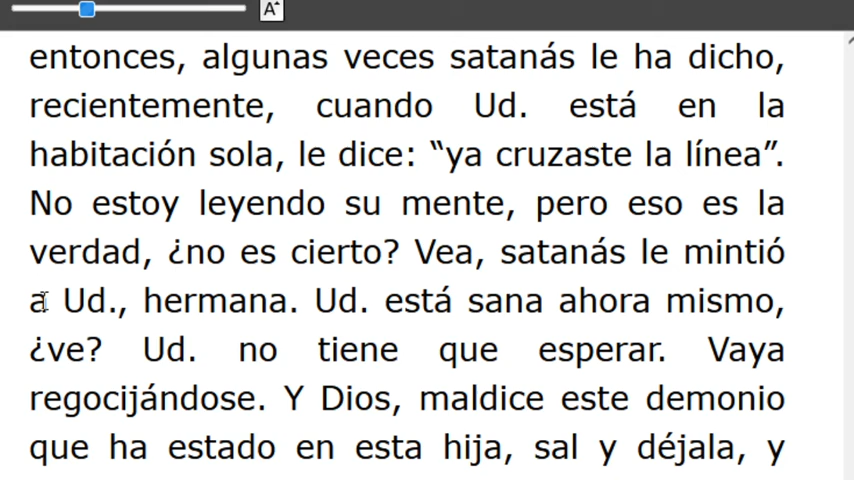 A
entonces, algunas veces satanás le ha dicho,
recientemente, cuando Ud. está en la
habitación sola, le dice: “ya cruzaste la línea”.
No estoy leyendo su mente, pero eso es la
verdad, ¿no es cierto? Vea, satanás le mintió
a Ud., hermana. Ud. está sana ahora mismo,
¿ve? Ud. no tiene que esperar. Vaya
regocijándose. Y Dios, maldice este demonio
que ha estado en esta hija, sal y déjala, y